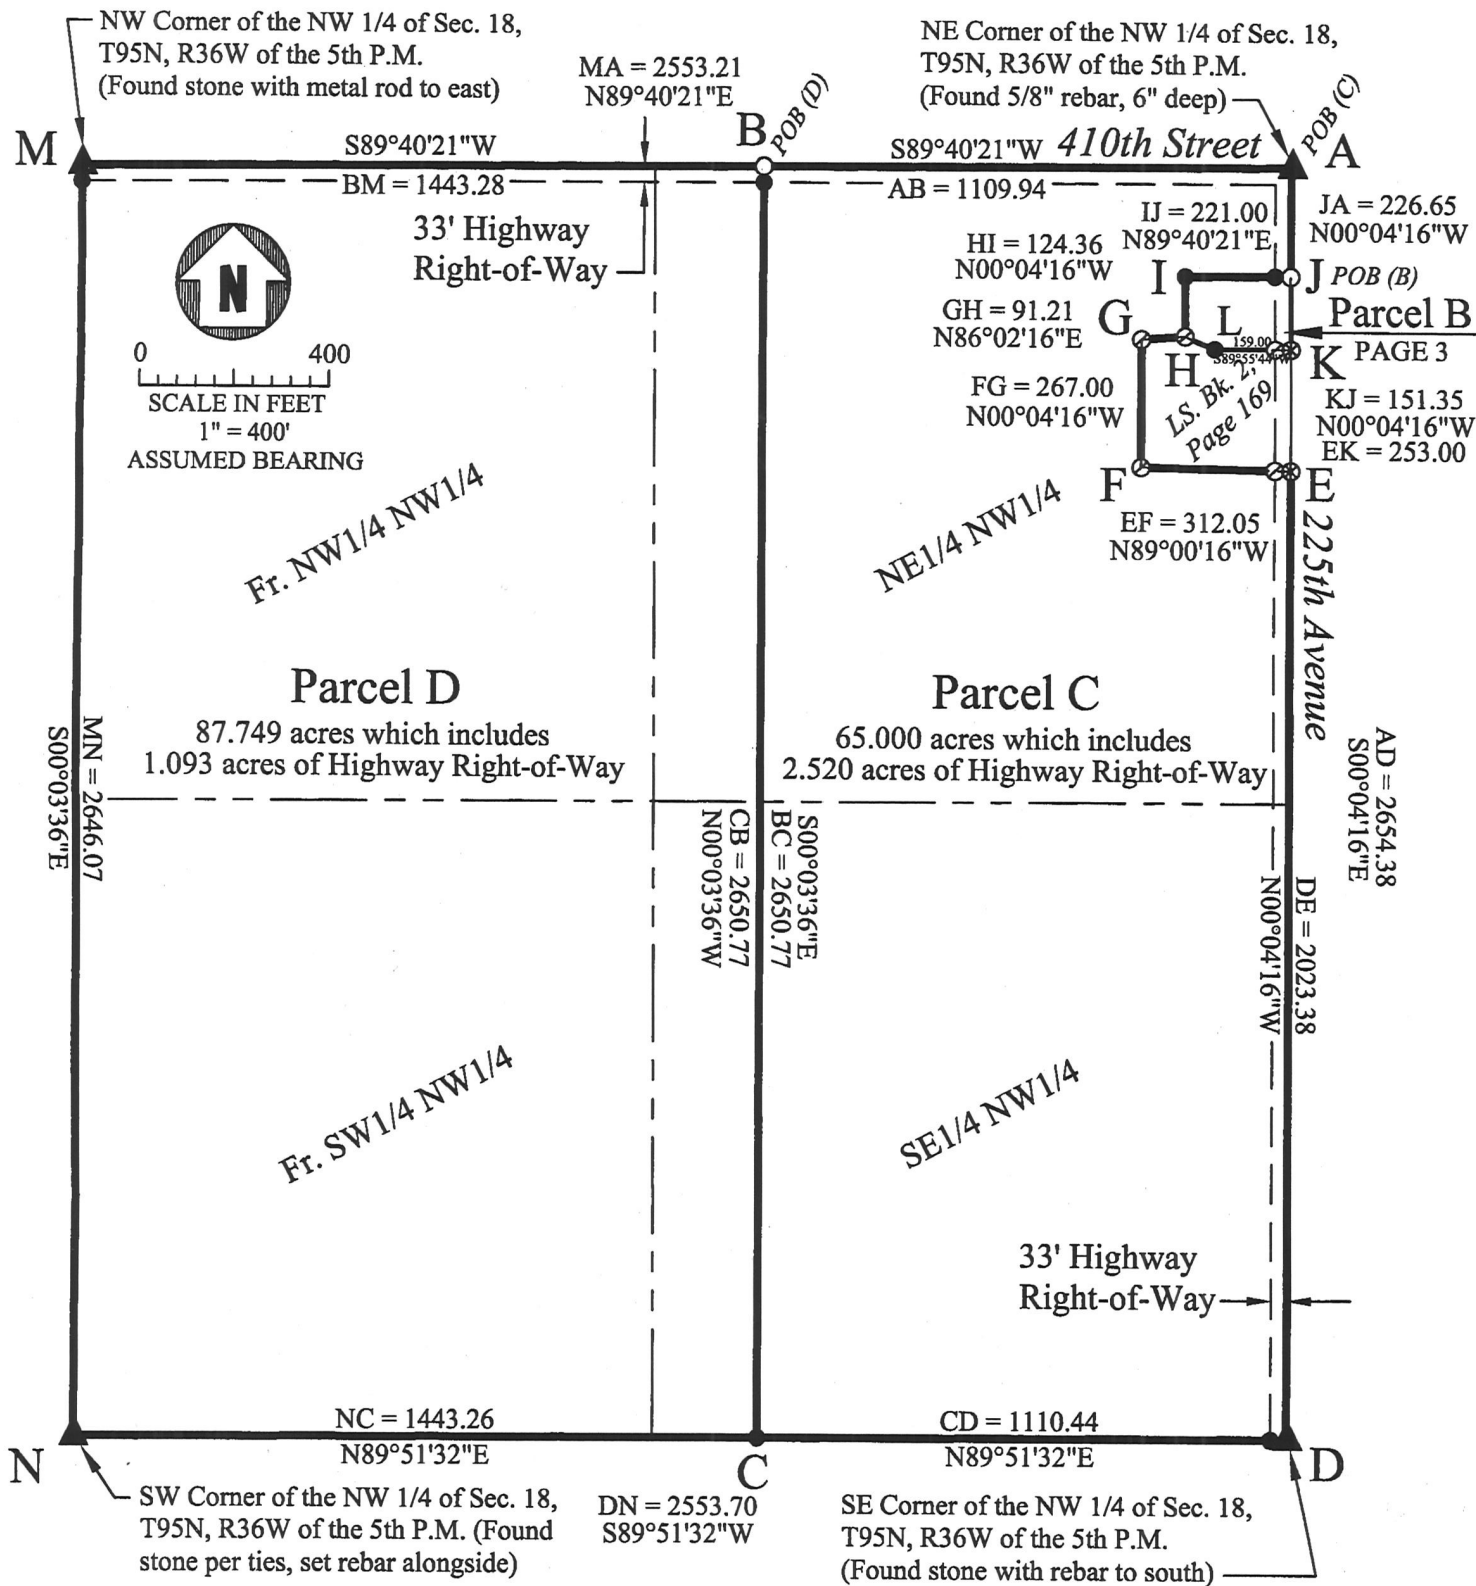 NW Corner of the NW 1/4 of Sec. 18,
T95N, R36W of the 5th P.M.
(Found stone with metal rod to east)
MA = 2553.21
N89°40'21"E
NE Corner of the NW 1/4 of Sec. 18,
T95N, R36W of the 5th P.M.
(Found 5/8" rebar, 6" deep)
POB (C)
M
S89°40'21"W
B
POB (D)
S89°40'21"W
410th Street
A
BM = 1443.28
AB = 1109.94
33' Highway
Right-of-Way
N
0 400
SCALE IN FEET
1" = 400'
ASSUMED BEARING
IJ = 221.00
N89°40'21"E
JA = 226.65
N00°04'16"W
HI = 124.36
N00°04'16"W
I
J
POB (B)
GH = 91.21
N86°02'16"E
G
L
Parcel B
PAGE 3
159.00
S89°55'44"W
H
K
FG = 267.00
N00°04'16"W
LS. Bk. 2,
Page 169
KJ = 151.35
N00°04'16"W
EK = 253.00
F
E
EF = 312.05
N89°00'16"W
225th Avenue
Fr. NW1/4 NW1/4
NE1/4 NW1/4
Parcel D
87.749 acres which includes
1.093 acres of Highway Right-of-Way
Parcel C
65.000 acres which includes
2.520 acres of Highway Right-of-Way
MN = 2646.07
S00°03'36"E
CB = 2650.77
N00°03'36"W
S00°03'36"E
BC = 2650.77
AD = 2654.38
S00°04'16"E
DE = 2023.38
N00°04'16"W
Fr. SW1/4 NW1/4
SE1/4 NW1/4
33' Highway
Right-of-Way
NC = 1443.26
N89°51'32"E
CD = 1110.44
N89°51'32"E
N
C
D
SW Corner of the NW 1/4 of Sec. 18,
T95N, R36W of the 5th P.M. (Found
stone per ties, set rebar alongside)
DN = 2553.70
S89°51'32"W
SE Corner of the NW 1/4 of Sec. 18,
T95N, R36W of the 5th P.M.
(Found stone with rebar to south)